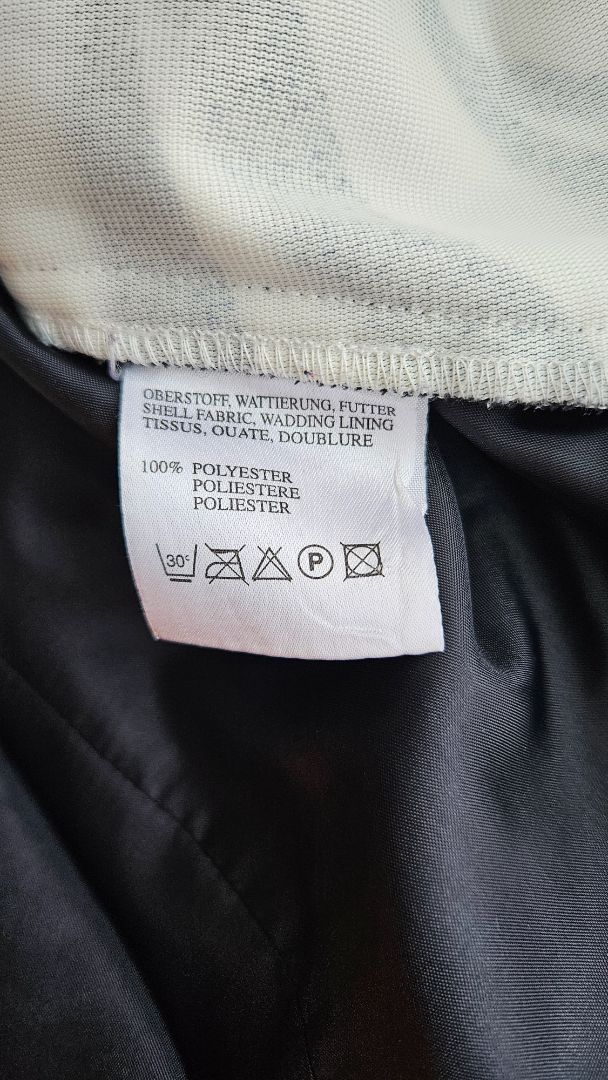 OBERSTOFF, WATTIERUNG, FUTTER
SHELL FABRIC, WADDING LINING
TISSUS, OUATE, DOUBLURE
100% POLYESTER
POLIESTERE
POLIESTER
30° P